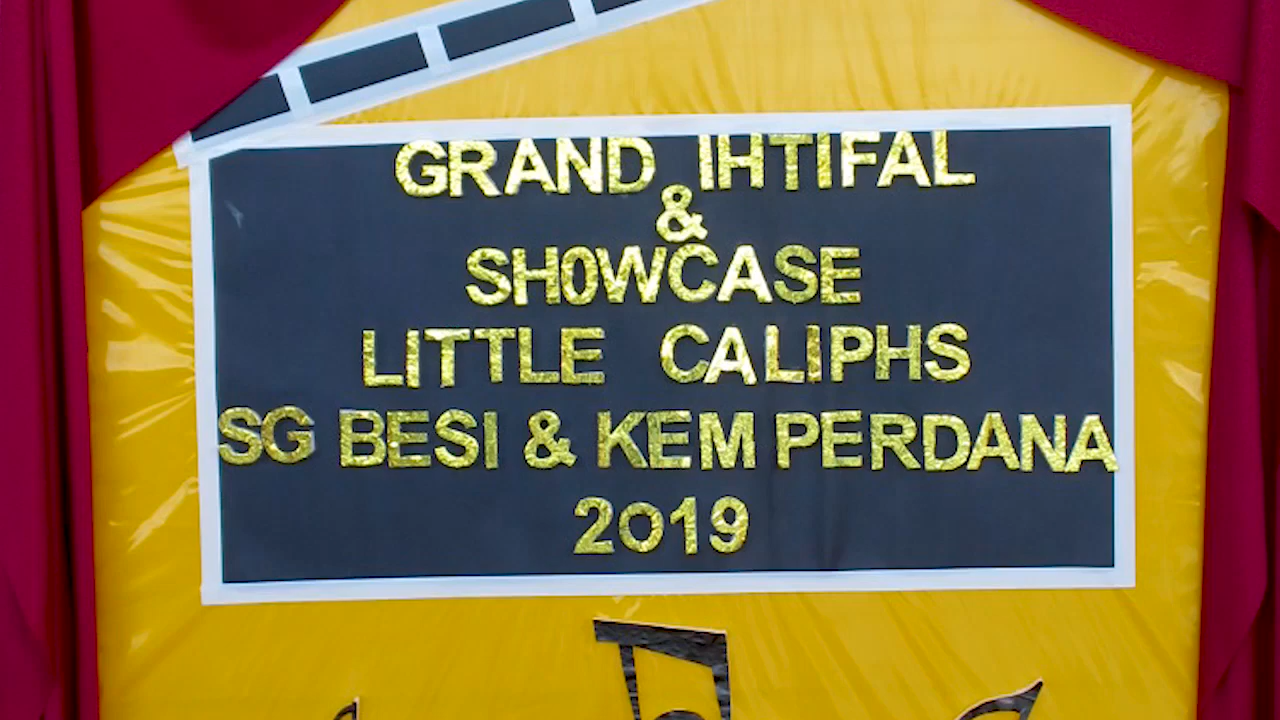 GRAND IHTIFAL
&
SHOWCASE
LITTLE CALIPHS
SG BESI & KEM PERDANA
2019